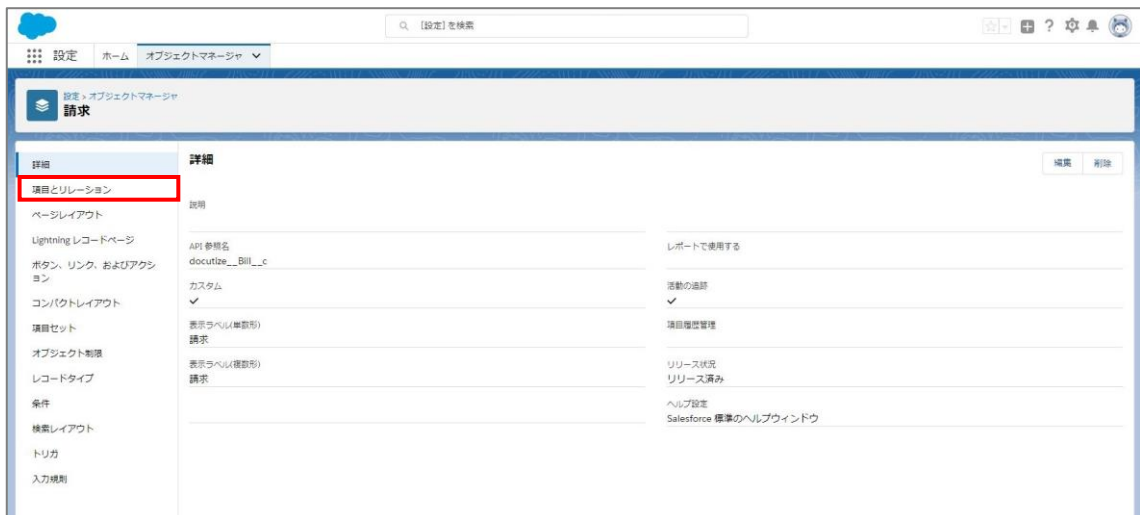 [設定] を検索
設定
ホーム
オブジェクトマネージャ
設定 > オブジェクトマネージャ
請求
詳細
項目とリレーション
ページレイアウト
Lightning レコードページ
ボタン、リンク、およびアクシ
ョン
コンパクトレイアウト
項目セット
オブジェクト制限
レコードタイプ
条件
検索レイアウト
トリガ
入力規則
詳細
編集
削除
説明
API 参照名
docutize__Bill__c
カスタム
表示ラベル(単数形)
請求
表示ラベル(複数形)
請求
レポートで使用する
活動の追跡
項目履歴管理
リリース状況
リリース済み
ヘルプ設定
Salesforce 標準のヘルプウィンドウ